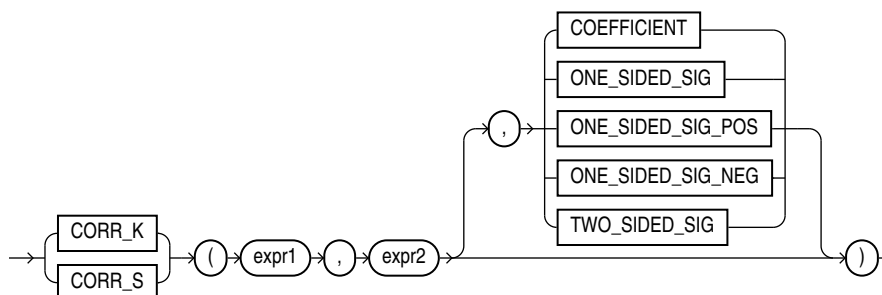 COEFFICIENT
ONE_SIDED_SIG
, ONE_SIDED_SIG_POS
ONE_SIDED_SIG_NEG
TWO_SIDED_SIG
CORR_K
( expr1 , expr2 )
CORR_S